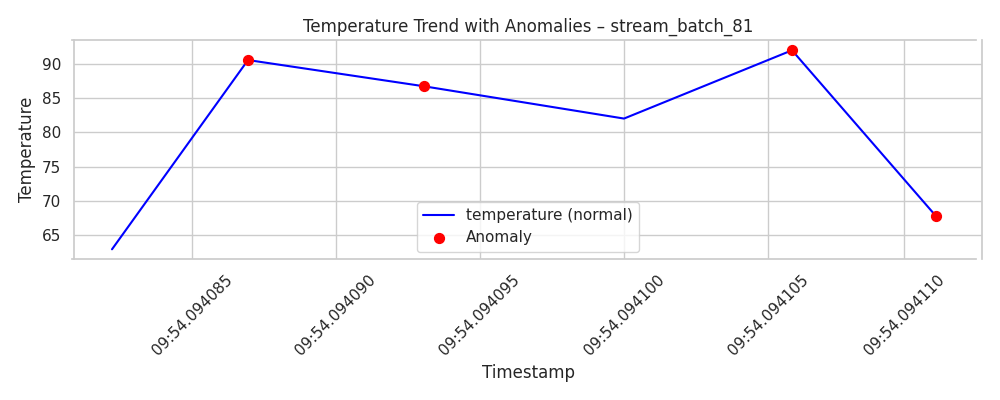 Temperature Trend with Anomalies – stream_batch_81
Temperature
90
85
80
75
70
65
temperature (normal)
Anomaly
09:54.094085
09:54.094090
09:54.094095
09:54.094100
09:54.094105
09:54.094110
Timestamp